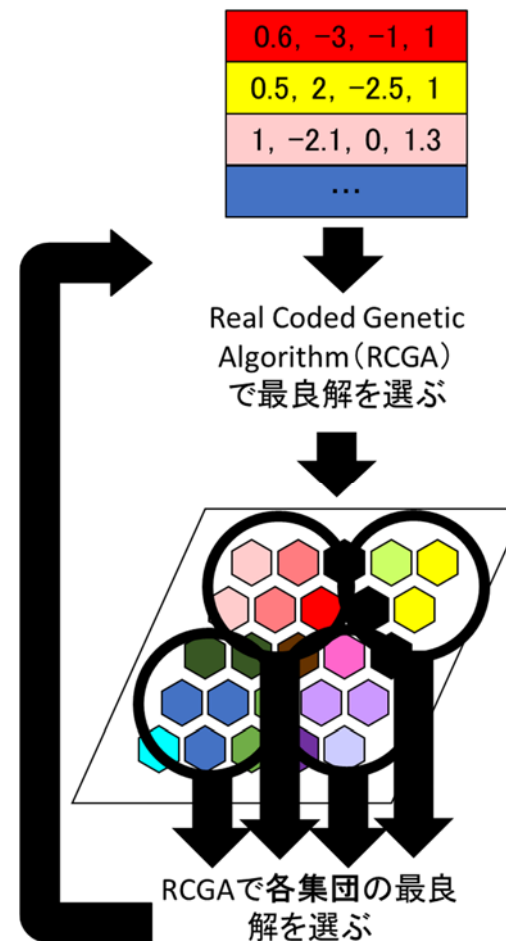 0.6, −3, −1, 1
0.5, 2, −2.5, 1
1, −2.1, 0, 1.3
…
Real Coded Genetic
Algorithm（RCGA）
で最良解を選ぶ
RCGAで各集団の最良
解を選ぶ